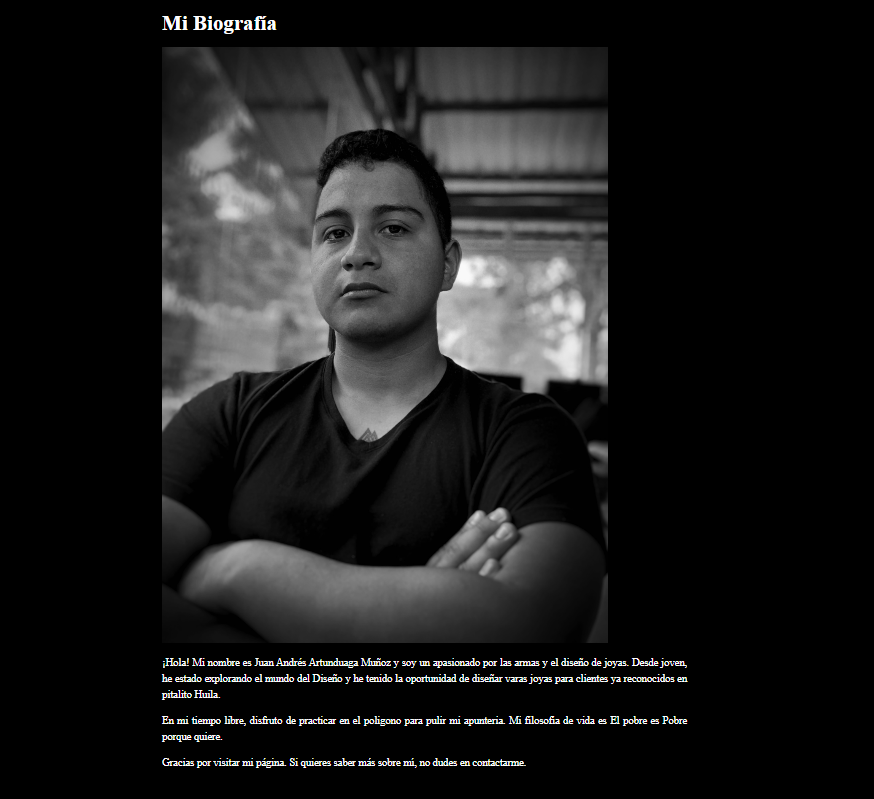 Mi Biografía
¡Hola! Mi nombre es Juan Andrés Artunduaga Muñoz y soy un apasionado por las armas y el diseño de joyas. Desde joven,
he estado explorando el mundo del Diseño y he tenido la oportunidad de diseñar varas joyas para clientes ya reconocidos en
pitalito Huila.
En mi tiempo libre, disfruto de practicar en el poligono para pulir mi apunteria. Mi filosofia de vida es El pobre es Pobre
porque quiere.
Gracias por visitar mi página. Si quieres saber más sobre mí, no dudes en contactarme.